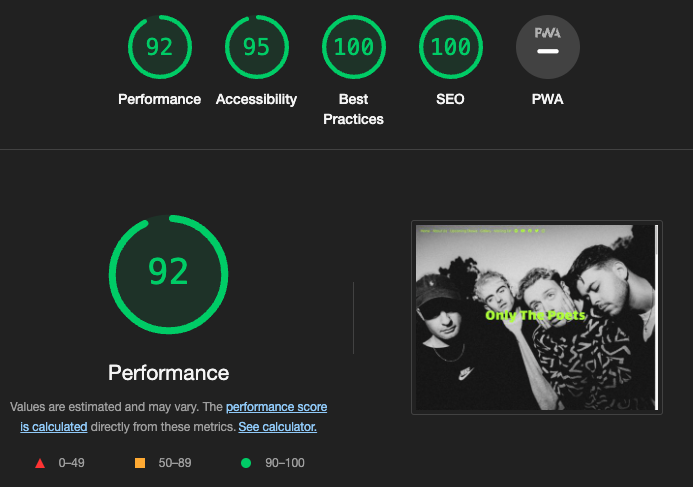 92
95
100
100
PWA
Performance
Accessibility
Best
Practices
SEO
PWA
92
Performance
Values are estimated and may vary. The performance score
is calculated directly from these metrics. See calculator.
0–49
50–89
90–100
Only The Poets